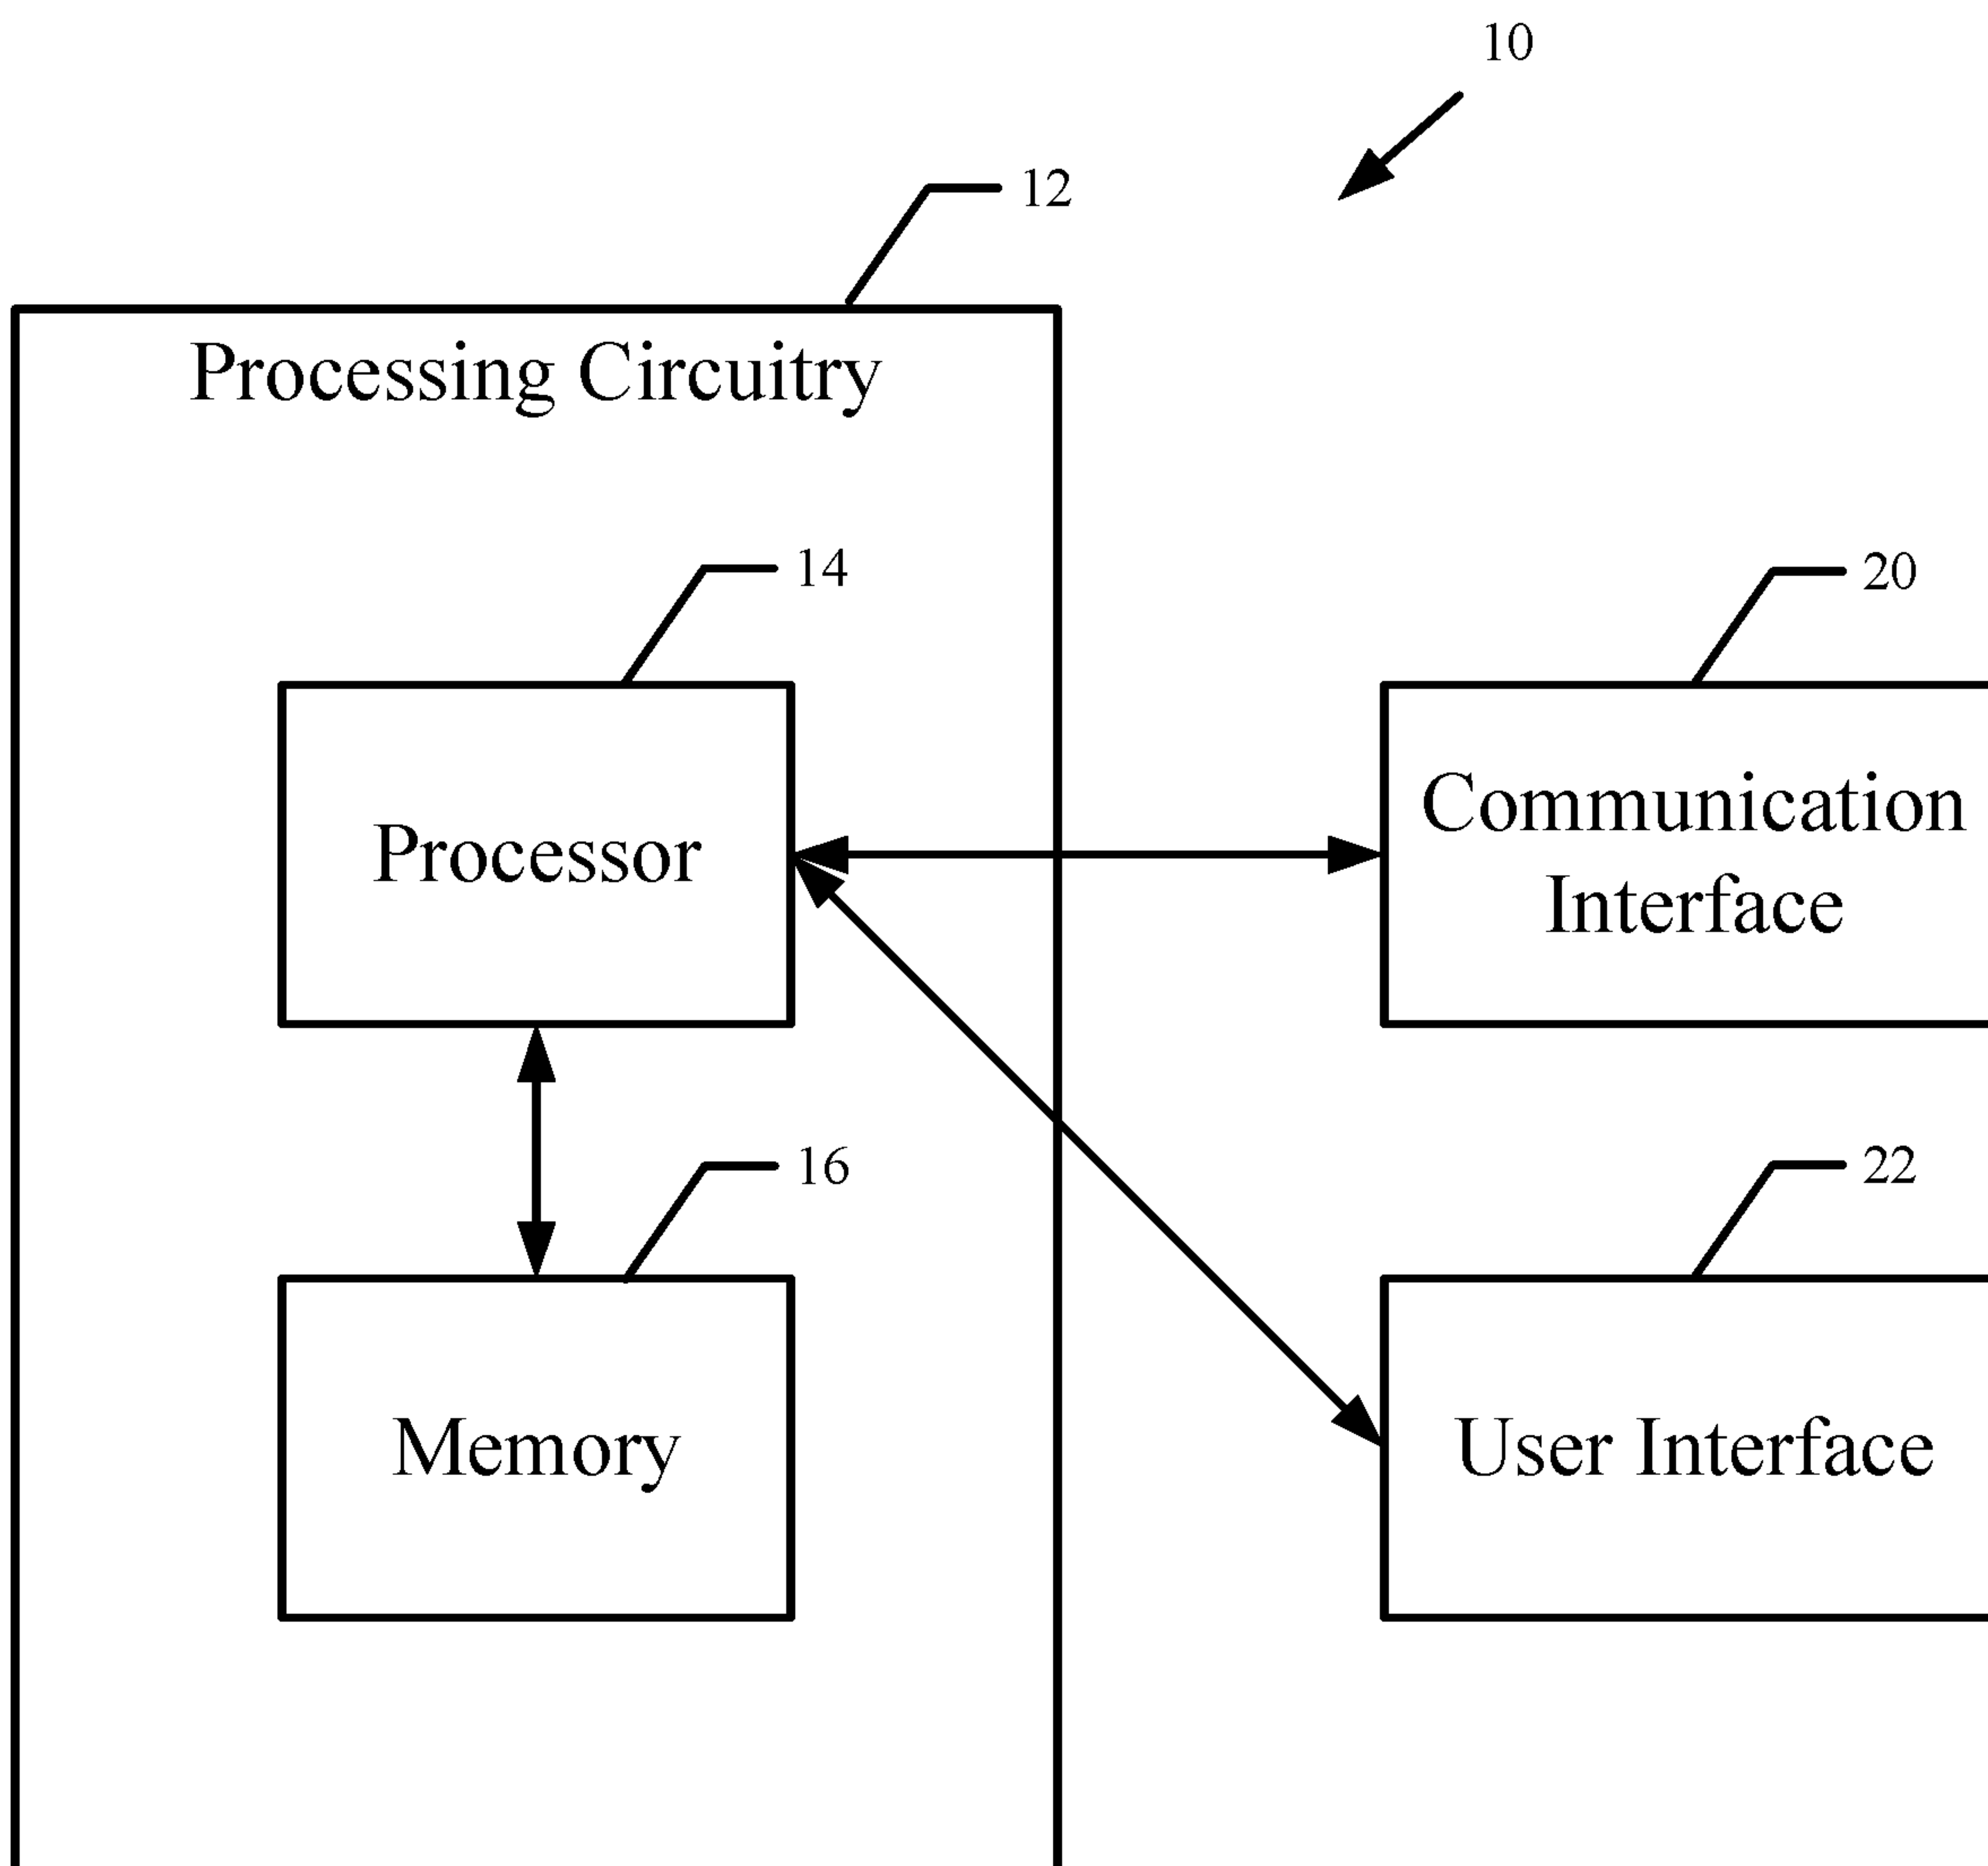 10
12
Processing Circuitry
14
20
Processor
Communication
Interface
16
22
Memory
User Interface